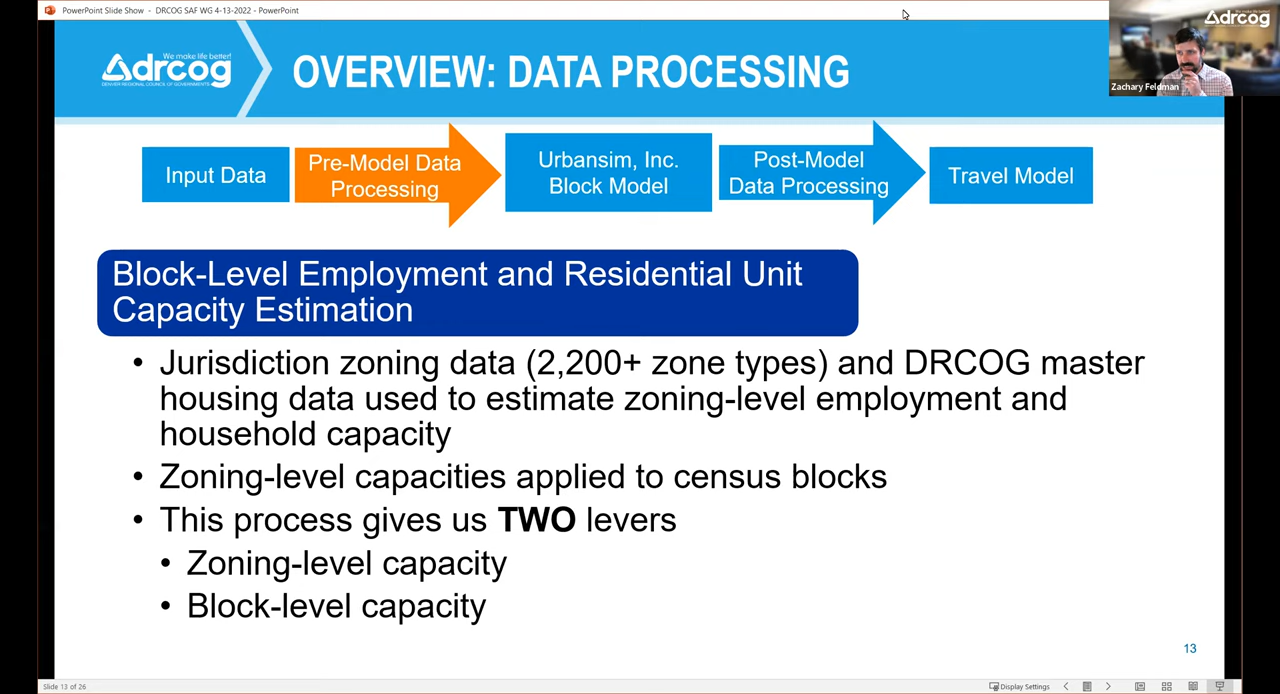 PowerPoint Slide Show - DRCOG SAF WG 4-13-2022 - PowerPoint
We make life better!
drcog
DENVER REGIONAL COUNCIL OF GOVERNMENTS
OVERVIEW: DATA PROCESSING
drcog
Zachary Feldman
Input Data
Pre-Model Data
Processing
Urbansim, Inc.
Block Model
Post-Model
Data Processing
Travel Model
Block-Level Employment and Residential Unit
Capacity Estimation
• Jurisdiction zoning data (2,200+ zone types) and DRCOG master
housing data used to estimate zoning-level employment and
household capacity
• Zoning-level capacities applied to census blocks
• This process gives us TWO levers
• Zoning-level capacity
• Block-level capacity
13
Slide 13 of 26
Display Settings